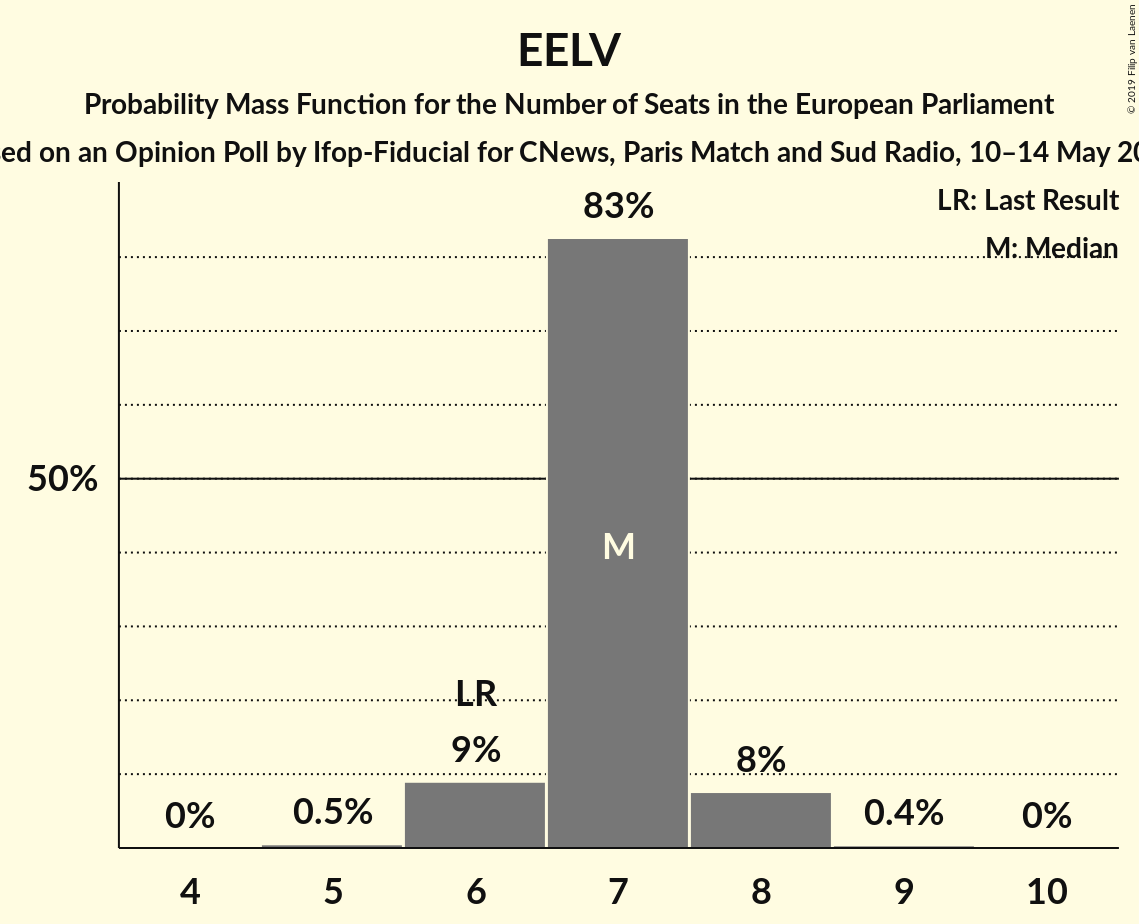 EELV
Probability Mass Function for the Number of Seats in the European Parliament
on an Opinion Poll by Ifop-Fiducial for CNews, Paris Match and Sud Radio, 10–14 May
© 2019 Filip van Laenen
LR: Last Result
M: Median
83%
50%
M
LR
9%
8%
0%
0.5%
0.4%
0%
4
5
6
7
8
9
10